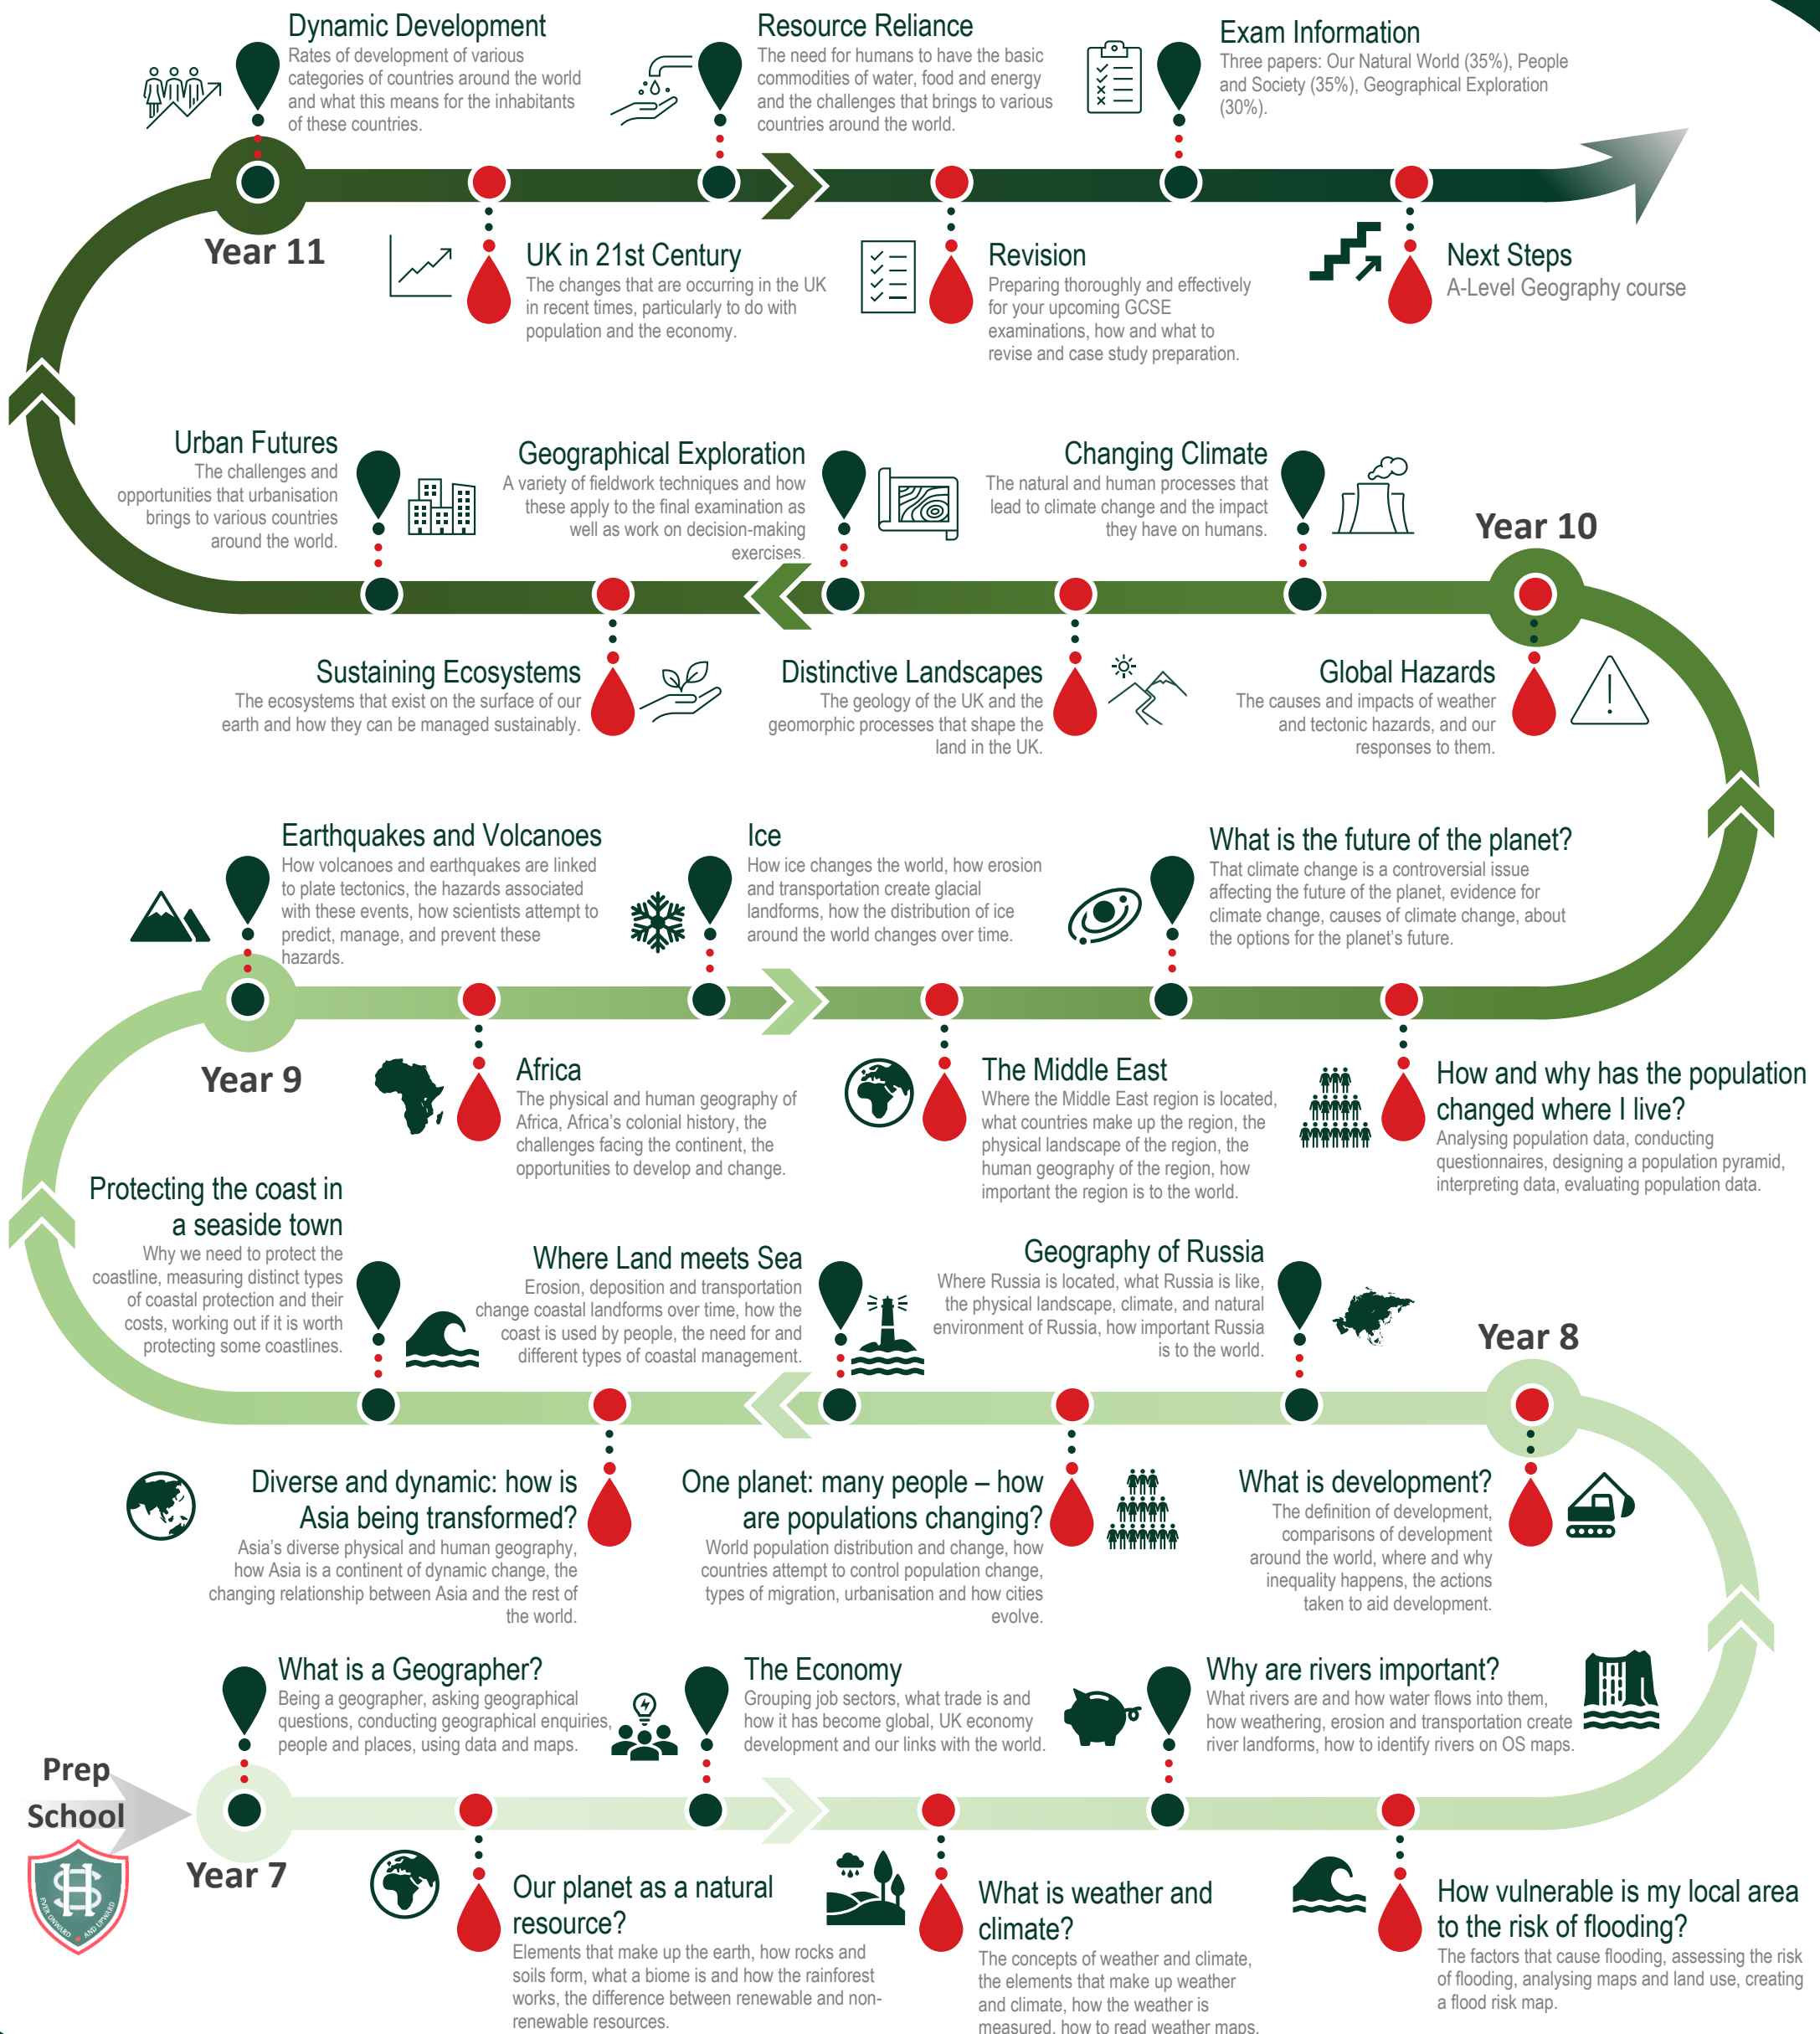 Dynamic Development
Rates of development of various
categories of countries around the world
and what this means for the inhabitants
of these countries.
Resource Reliance
The need for humans to have the basic
commodities of water, food and energy
and the challenges that brings to various
countries around the world.
Exam Information
Three papers: Our Natural World (35%), People
and Society (35%), Geographical Exploration
(30%).
Year 11
UK in 21st Century
The changes that are occurring in the UK
in recent times, particularly to do with
population and the economy.
Revision
Preparing thoroughly and effectively
for your upcoming GCSE
examinations, how and what to
revise and case study preparation.
Next Steps
A-Level Geography course
Urban Futures
The challenges and
opportunities that urbanisation
brings to various countries
around the world.
Geographical Exploration
A variety of fieldwork techniques and how
these apply to the final examination as
well as work on decision-making
exercises.
Changing Climate
The natural and human processes that
lead to climate change and the impact
they have on humans.
Year 10
Sustaining Ecosystems
The ecosystems that exist on the surface of our
earth and how they can be managed sustainably.
Distinctive Landscapes
The geology of the UK and the
geomorphic processes that shape the
land in the UK.
Global Hazards
The causes and impacts of weather
and tectonic hazards, and our
responses to them.
Earthquakes and Volcanoes
How volcanoes and earthquakes are linked
to plate tectonics, the hazards associated
with these events, how scientists attempt to
predict, manage, and prevent these
hazards.
Ice
How ice changes the world, how erosion
and transportation create glacial
landforms, how the distribution of ice
around the world changes over time.
What is the future of the planet?
That climate change is a controversial issue
affecting the future of the planet, evidence for
climate change, causes of climate change, about
the options for the planet's future.
Year 9
Africa
The physical and human geography of
Africa, Africa's colonial history, the
challenges facing the continent, the
opportunities to develop and change.
The Middle East
Where the Middle East region is located,
what countries make up the region, the
physical landscape of the region, the
human geography of the region, how
important the region is to the world.
How and why has the population
changed where I live?
Analysing population data, conducting
questionnaires, designing a population pyramid,
interpreting data, evaluating population data.
Protecting the coast in
a seaside town
Why we need to protect the
coastline, measuring distinct types
of coastal protection and their
costs, working out if it is worth
protecting some coastlines.
Where Land meets Sea
Erosion, deposition and transportation
change coastal landforms over time, how the
coast is used by people, the need for and
different types of coastal management.
Geography of Russia
Where Russia is located, what Russia is like,
the physical landscape, climate, and natural
environment of Russia, how important Russia
is to the world.
Year 8
Diverse and dynamic: how is
Asia being transformed?
Asia's diverse physical and human geography,
how Asia is a continent of dynamic change, the
changing relationship between Asia and the rest of
the world.
One planet: many people – how
are populations changing?
World population distribution and change, how
countries attempt to control population change,
types of migration, urbanisation and how cities
evolve.
What is development?
The definition of development,
comparisons of development
around the world, where and why
inequality happens, the actions
taken to aid development.
What is a Geographer?
Being a geographer, asking geographical
questions, conducting geographical enquiries,
people and places, using data and maps.
The Economy
Grouping job sectors, what trade is and
how it has become global, UK economy
development and our links with the world.
Why are rivers important?
What rivers are and how water flows into them,
how weathering, erosion and transportation create
river landforms, how to identify rivers on OS maps.
Prep
School
EVER ONWARD AND UPWARD
Year 7
Our planet as a natural
resource?
Elements that make up the earth, how rocks and
soils form, what a biome is and how the rainforest
works, the difference between renewable and non-
renewable resources.
What is weather and
climate?
The concepts of weather and climate,
the elements that make up weather
and climate, how the weather is
measured, how to read weather maps.
How vulnerable is my local area
to the risk of flooding?
The factors that cause flooding, assessing the risk
of flooding, analysing maps and land use, creating
a flood risk map.